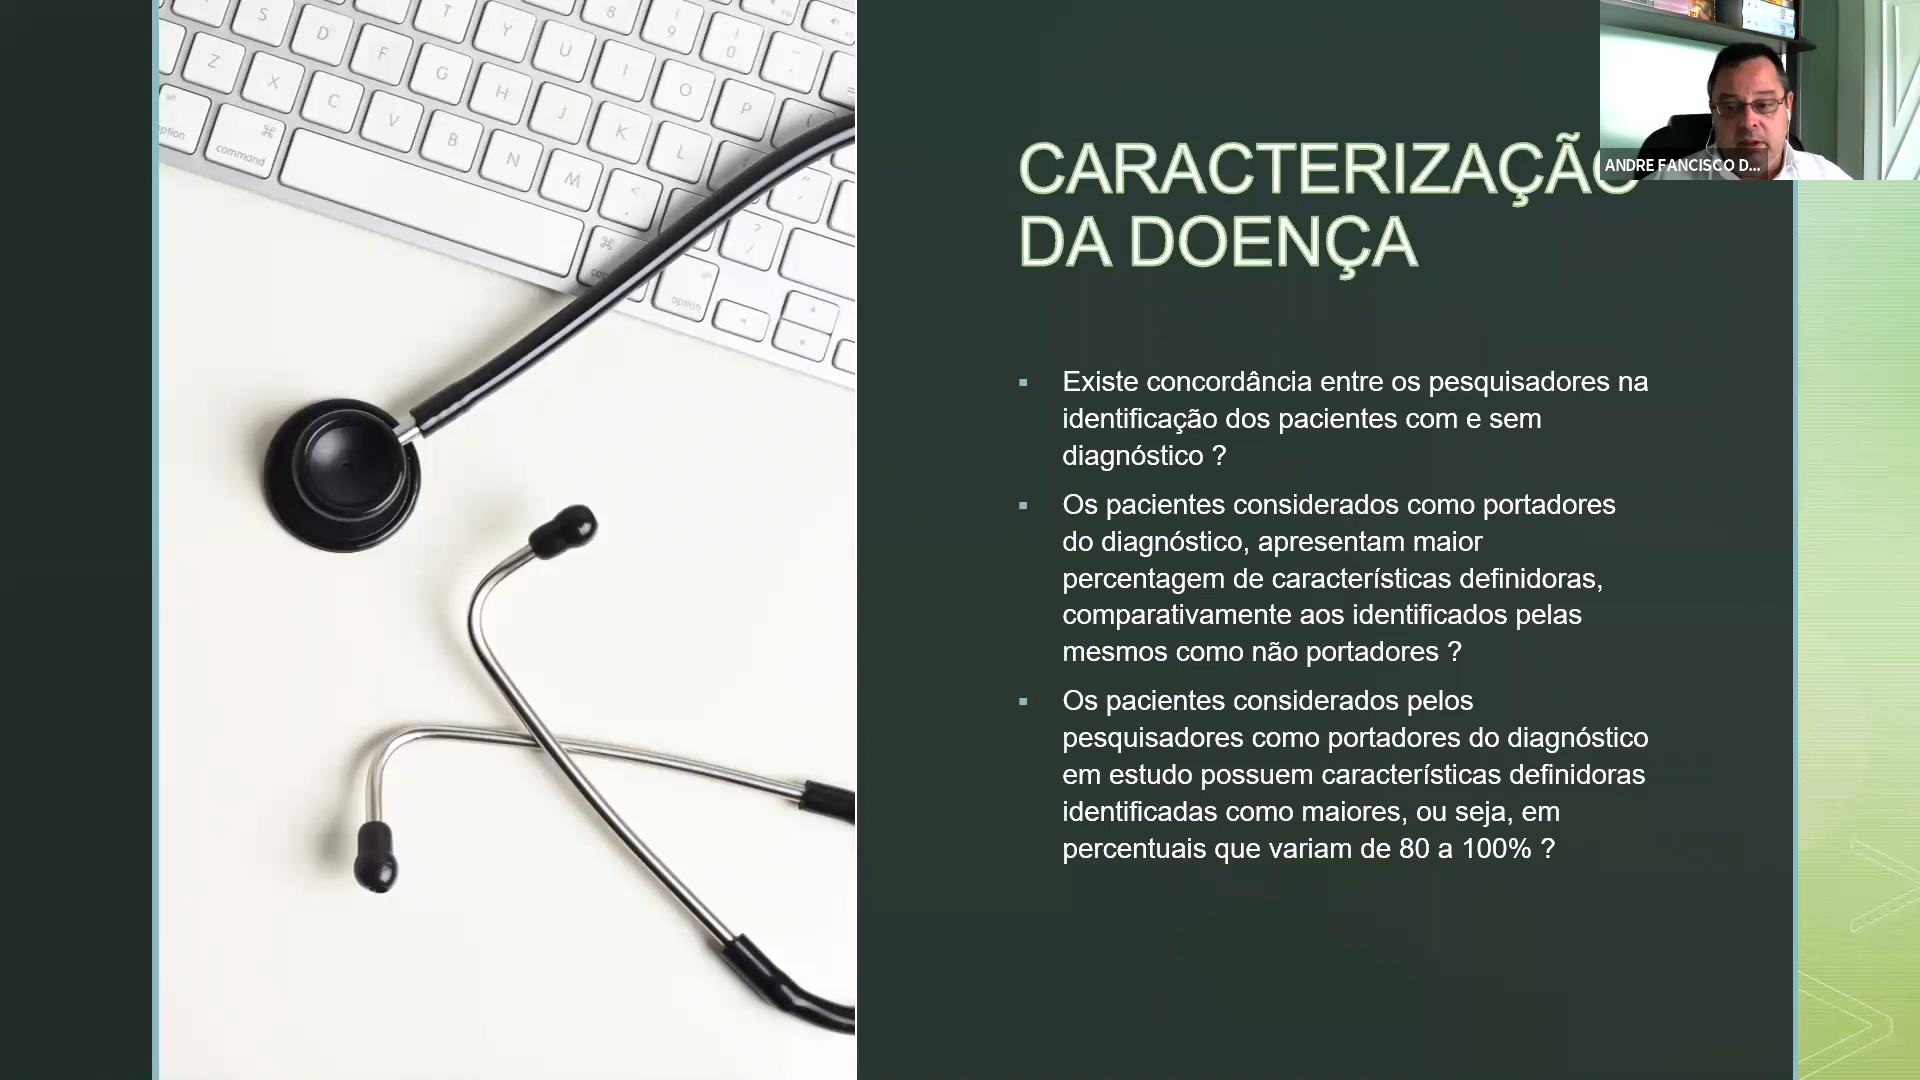 CARACTERIZAÇÃO
DA DOENÇA
Existe concordância entre os pesquisadores na
identificação dos pacientes com e sem
diagnóstico ?
Os pacientes considerados como portadores
do diagnóstico, apresentam maior
percentagem de características definidoras,
comparativamente aos identificados pelas
mesmos como não portadores ?
Os pacientes considerados pelos
pesquisadores como portadores do diagnóstico
em estudo possuem características definidoras
identificadas como maiores, ou seja, em
percentuais que variam de 80 a 100% ?
ANDRE FANCISCO D...
S D F G H J K L
T Y U I O P
Z X C V B N M
option
command
option